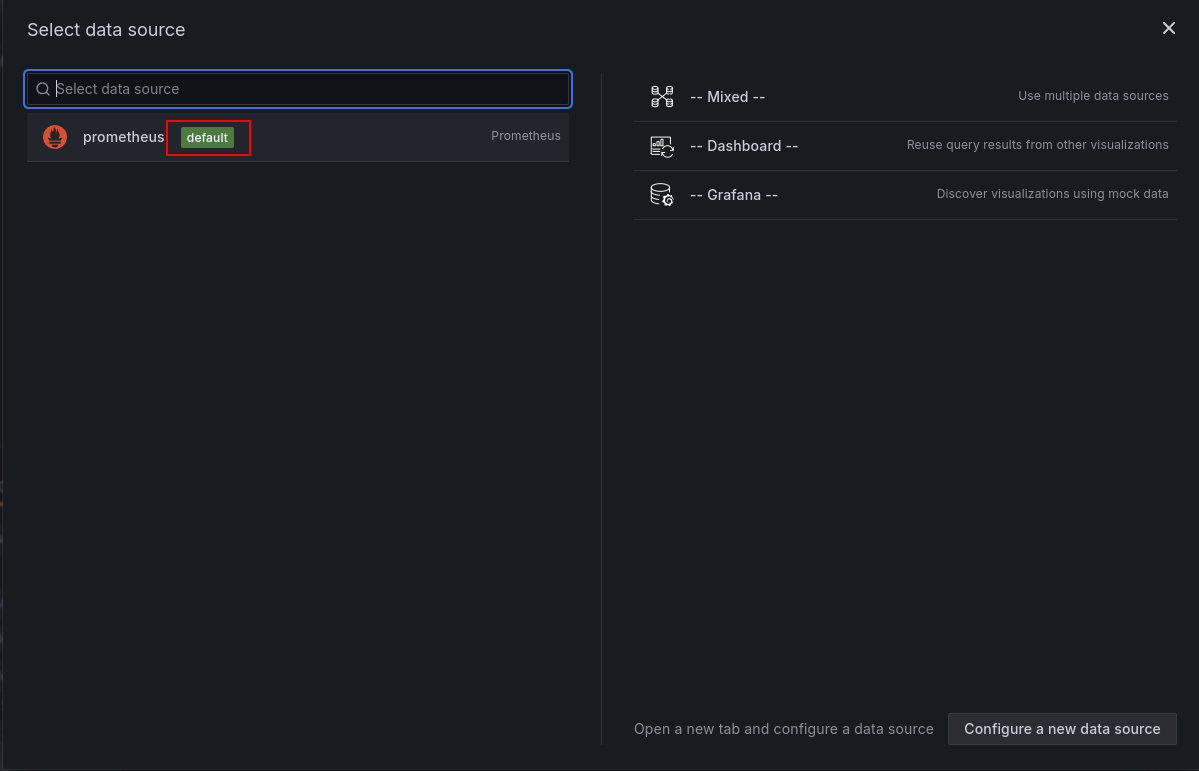 Select data source
Select data source
prometheus default Prometheus
-- Mixed -- Use multiple data sources
-- Dashboard -- Reuse query results from other visualizations
-- Grafana -- Discover visualizations using mock data
Open a new tab and configure a data source Configure a new data source